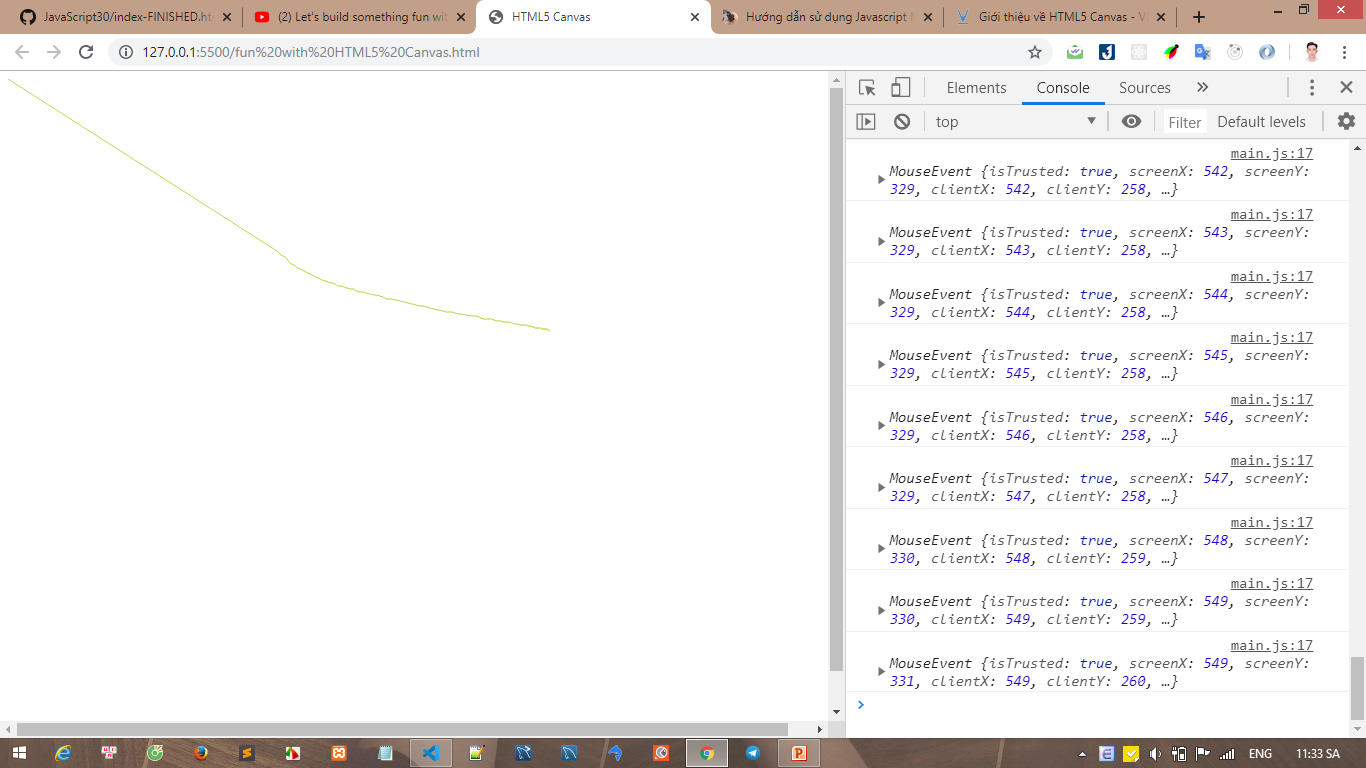 JavaScript30/index-FINISHED.ht
(2) Let's build something fun wit
HTML5 Canvas
Hướng dẫn sử dụng Javascript
Giới thiệu về HTML5 Canvas - V
127.0.0.1:5500/fun%20with%20HTML5%20Canvas.html
Elements
Console
Sources
top
Filter
Default levels
main.js:17
MouseEvent {isTrusted: true, screenX: 542, screenY:
329, clientX: 542, clientY: 258, …}
main.js:17
MouseEvent {isTrusted: true, screenX: 543, screenY:
329, clientX: 543, clientY: 258, …}
main.js:17
MouseEvent {isTrusted: true, screenX: 544, screenY:
329, clientX: 544, clientY: 258, …}
main.js:17
MouseEvent {isTrusted: true, screenX: 545, screenY:
329, clientX: 545, clientY: 258, …}
main.js:17
MouseEvent {isTrusted: true, screenX: 546, screenY:
329, clientX: 546, clientY: 258, …}
main.js:17
MouseEvent {isTrusted: true, screenX: 547, screenY:
329, clientX: 547, clientY: 258, …}
main.js:17
MouseEvent {isTrusted: true, screenX: 548, screenY:
330, clientX: 548, clientY: 259, …}
main.js:17
MouseEvent {isTrusted: true, screenX: 549, screenY:
330, clientX: 549, clientY: 259, …}
main.js:17
MouseEvent {isTrusted: true, screenX: 549, screenY:
331, clientX: 549, clientY: 260, …}
ENG
11:33 SA